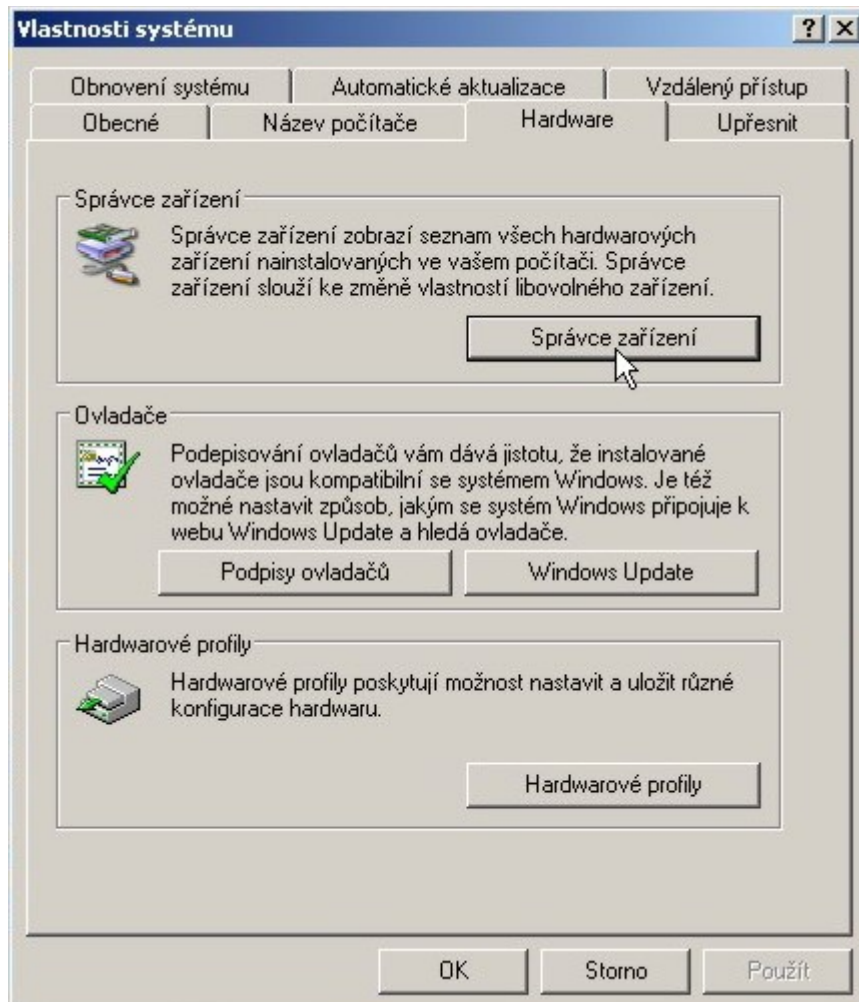 Vlastnosti systému
Obnovení systému
Automatické aktualizace
Vzdálený přístup
Obecné
Název počítače
Hardware
Upřesnit
Správce zařízení
Správce zařízení zobrazí seznam všech hardwarových
zařízení nainstalovaných ve vašem počítači. Správce
zařízení slouží ke změně vlastností libovolného zařízení.
Správce zařízení
Ovladače
Podepisování ovladačů vám dává jistotu, že instalované
ovladače jsou kompatibilní se systémem Windows. Je též
možné nastavit způsob, jakým se systém Windows připojuje k
webu Windows Update a hledá ovladače.
Podpisy ovladačů
Windows Update
Hardwarové profily
Hardwarové profily poskytují možnost nastavit a uložit různé
konfigurace hardwaru.
Hardwarové profily
OK
Storno
Použít